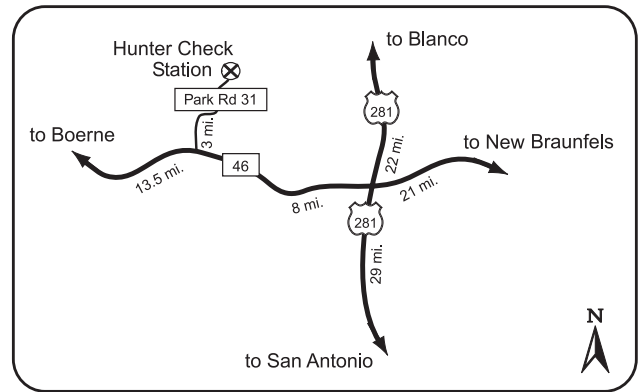 Hunter Check
Station
Park Rd 31
3 mi.
to Boerne
13.5 mi.
46
8 mi.
to Blanco
281
22 mi.
to New Braunfels
21 mi.
281
29 mi.
to San Antonio
N